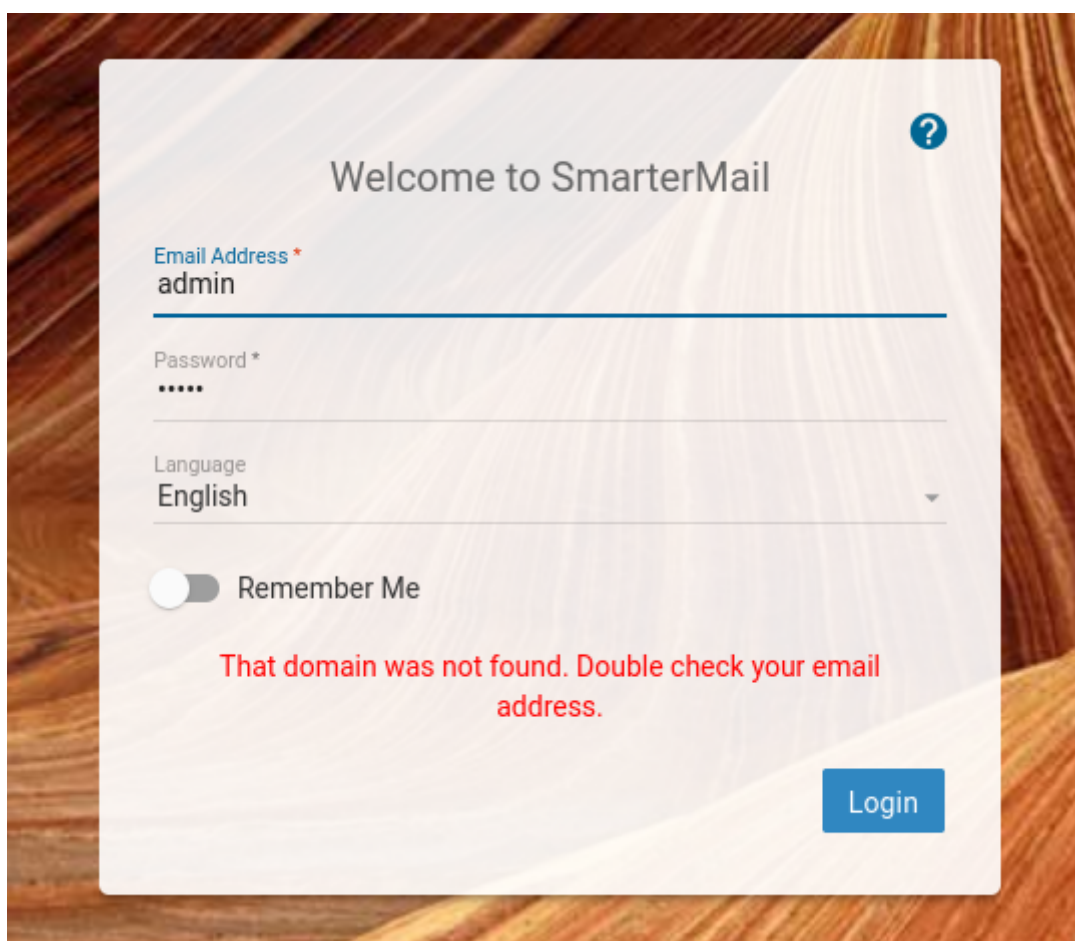 ?
Welcome to SmarterMail
Email Address *
admin
Password *
•••••
Language
English
Remember Me
That domain was not found. Double check your email
address.
Login